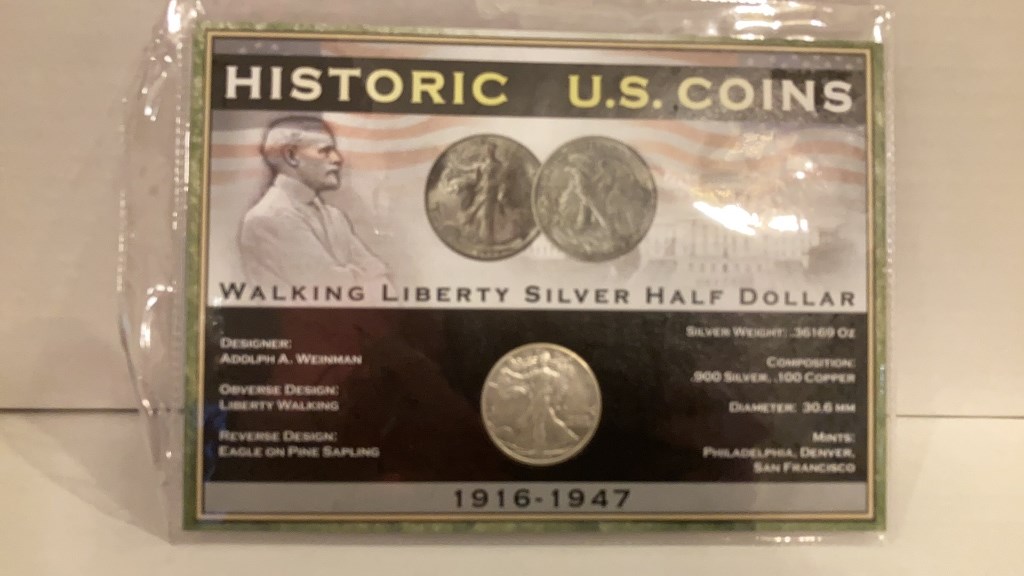 HISTORIC U.S. COINS
WALKING LIBERTY SILVER HALF DOLLAR
DESIGNER:
ADOLPH A. WEINMAN
OBVERSE DESIGN:
LIBERTY WALKING
REVERSE DESIGN:
EAGLE ON PINE SAPLING
SILVER WEIGHT: .36169 OZ
COMPOSITION:
.900 SILVER, .100 COPPER
DIAMETER: 30.6 MM
MINTS:
PHILADELPHIA, DENVER,
SAN FRANCISCO
1916-1947